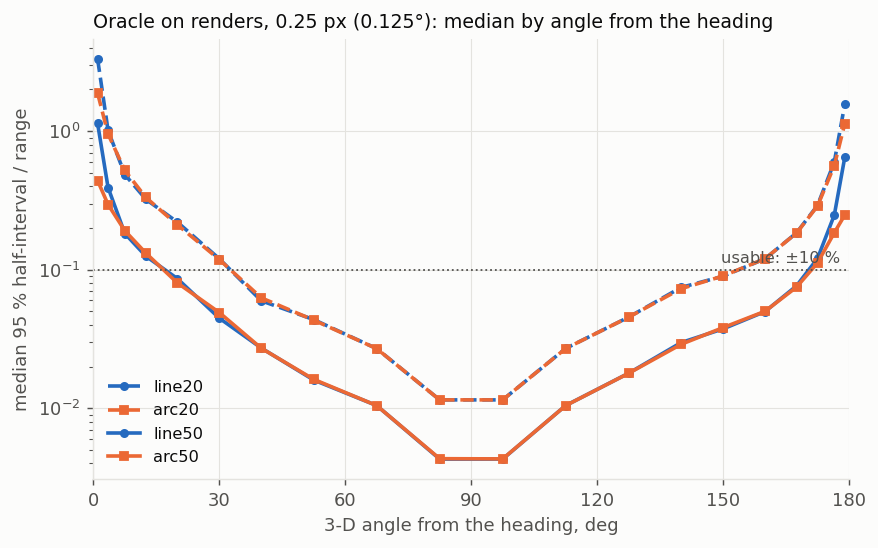 Oracle on renders, 0.25 px (0.125°): median by angle from the heading
median 95 % half-interval / range
10⁰
10⁻¹
10⁻²
usable: ±10 %
line20
arc20
line50
arc50
0 30 60 90 120 150 180
3-D angle from the heading, deg